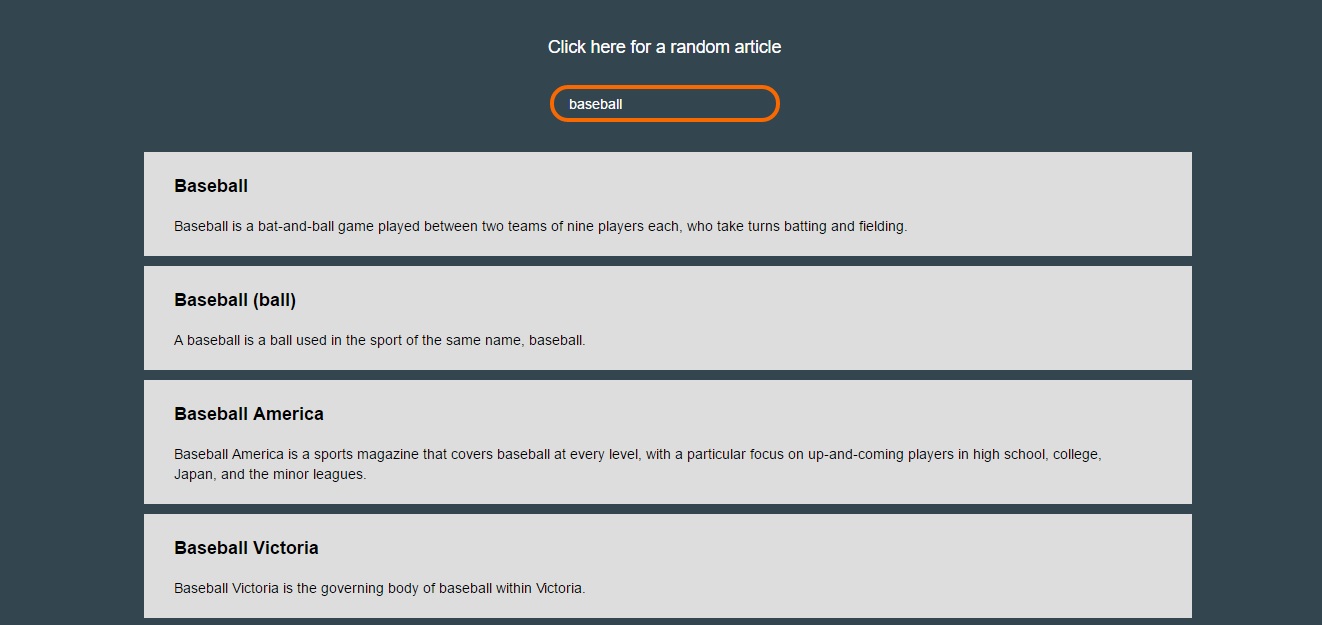 Click here for a random article
baseball
Baseball
Baseball is a bat-and-ball game played between two teams of nine players each, who take turns batting and fielding.
Baseball (ball)
A baseball is a ball used in the sport of the same name, baseball.
Baseball America
Baseball America is a sports magazine that covers baseball at every level, with a particular focus on up-and-coming players in high school, college,
Japan, and the minor leagues.
Baseball Victoria
Baseball Victoria is the governing body of baseball within Victoria.